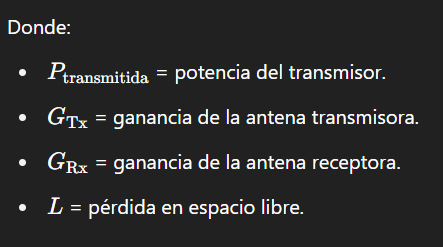 Donde:
• P_transmitida = potencia del transmisor.
• G_Tx = ganancia de la antena transmisora.
• G_Rx = ganancia de la antena receptora.
• L = pérdida en espacio libre.